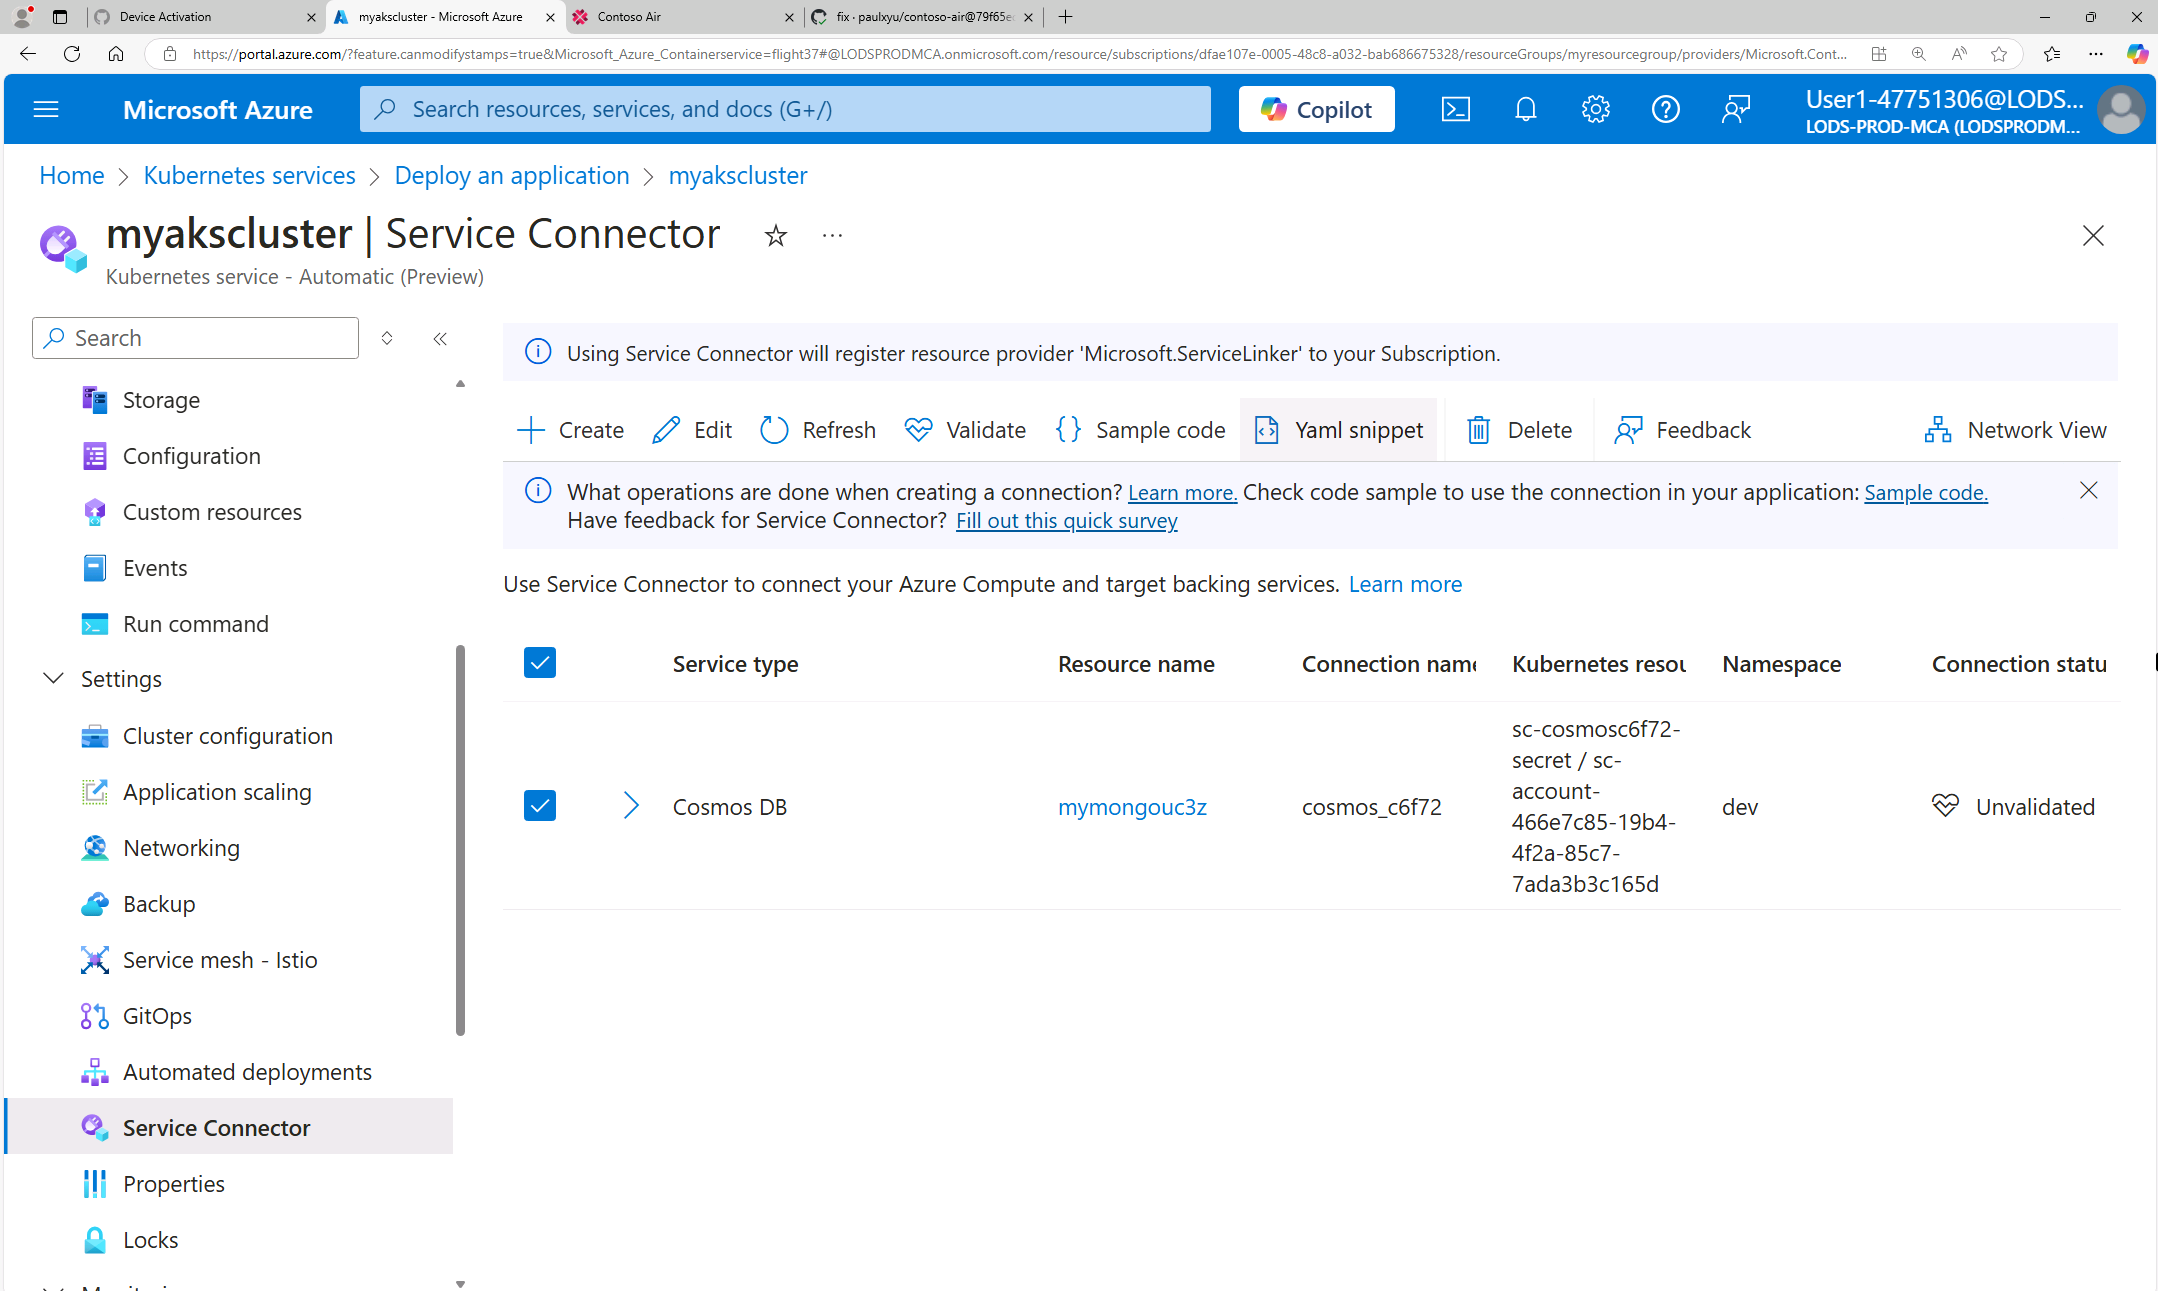 Device Activation
myakscluster - Microsoft Azure
Contoso Air
fix · paulxyu/contoso-air@79f65e
https://portal.azure.com/?feature.canmodifystamps=true&Microsoft_Azure_Containerservice=flight37#@LODSPRODMCA.onmicrosoft.com/resource/subscriptions/dfae107e-0005-48c8-a032-bab686675328/resourceGroups/myresourcegroup/providers/Microsoft.Cont...
Microsoft Azure
Search resources, services, and docs (G+/)
Copilot
User1-47751306@LODS...
LODS-PROD-MCA (LODSPRODM...
Home > Kubernetes services > Deploy an application > myakscluster
myakscluster | Service Connector
Kubernetes service - Automatic (Preview)
Search
Storage
Configuration
Custom resources
Events
Run command
Settings
Cluster configuration
Application scaling
Networking
Backup
Service mesh - Istio
GitOps
Automated deployments
Service Connector
Properties
Locks
Using Service Connector will register resource provider 'Microsoft.ServiceLinker' to your Subscription.
Create Edit Refresh Validate Sample code Yaml snippet Delete Feedback Network View
What operations are done when creating a connection? Learn more. Check code sample to use the connection in your application: Sample code.
Have feedback for Service Connector? Fill out this quick survey
Use Service Connector to connect your Azure Compute and target backing services. Learn more
Service type Resource name Connection name Kubernetes resou Namespace Connection statu
Cosmos DB mymongouc3z cosmos_c6f72
sc-cosmosc6f72-
secret / sc-
account-
466e7c85-19b4-
4f2a-85c7-
7ada3b3c165d
dev Unvalidated